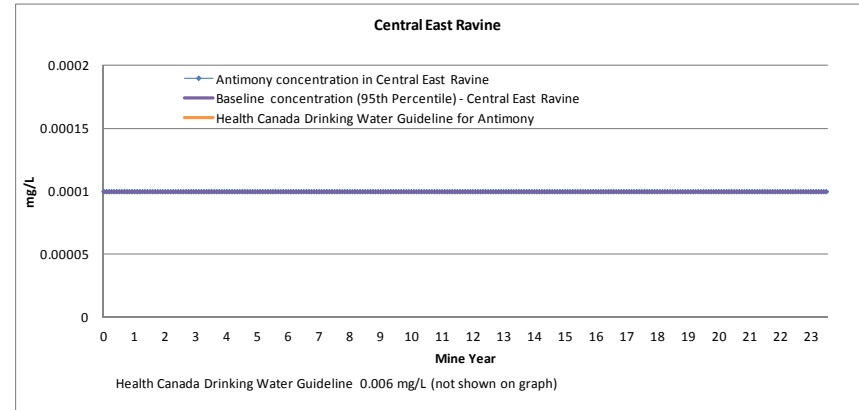 Central East Ravine
0.0002
Antimony concentration in Central East Ravine
Baseline concentration (95th Percentile) - Central East Ravine
Health Canada Drinking Water Guideline for Antimony
0.00015
mg/L
0.0001
0.00005
0
0 1 2 3 4 5 6 7 8 9 10 11 12 13 14 15 16 17 18 19 20 21 22 23
Mine Year
Health Canada Drinking Water Guideline 0.006 mg/L (not shown on graph)